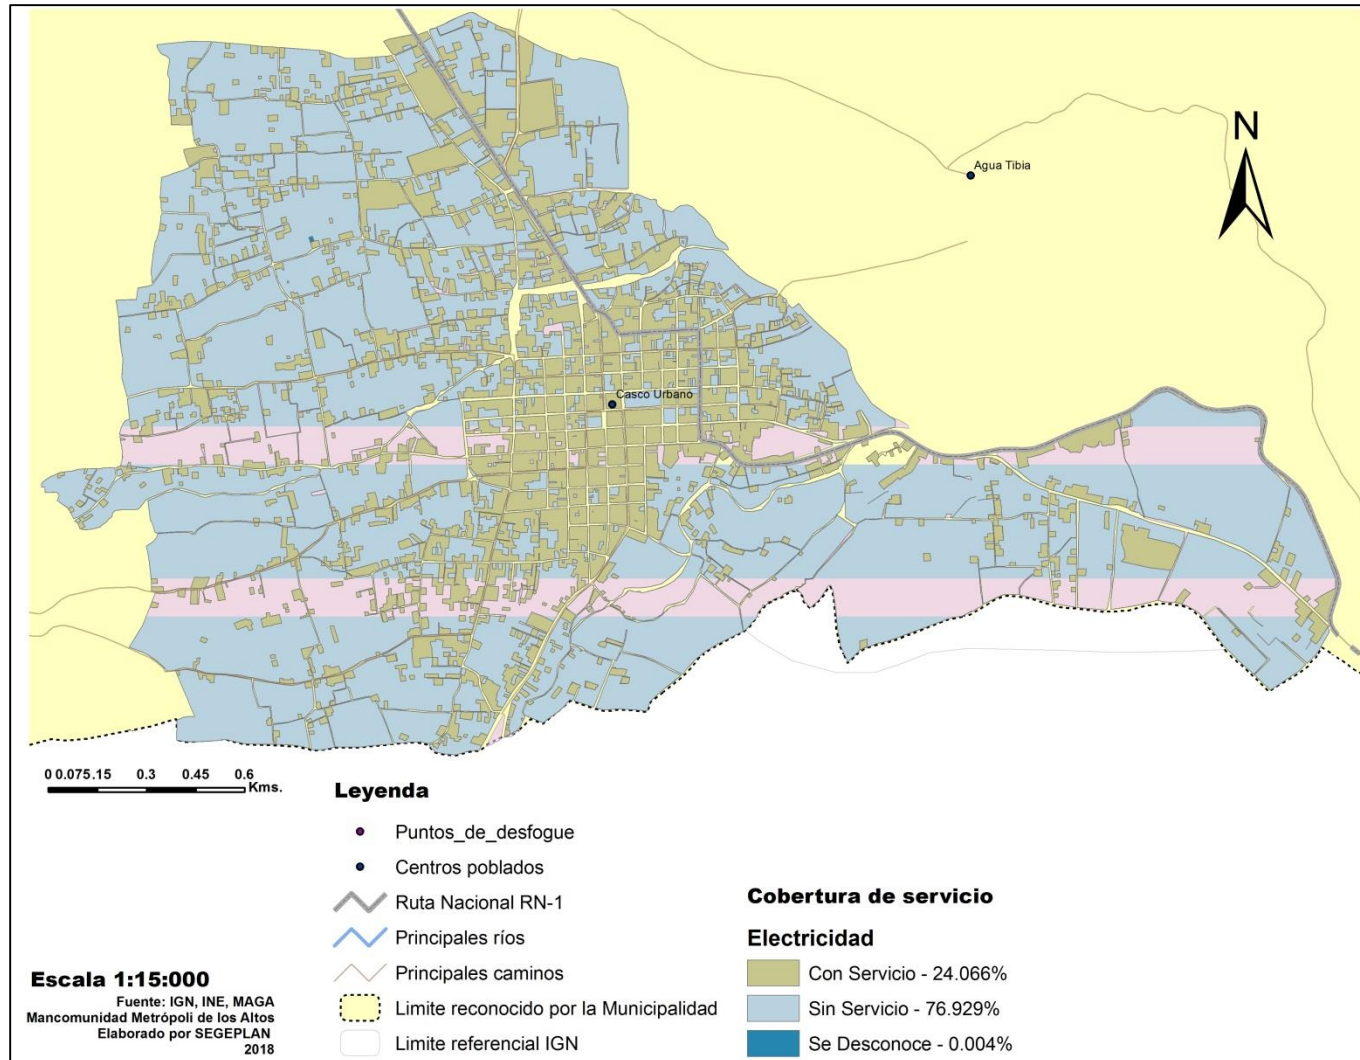 N
Agua Tibia
Casco Urbano
0 0.075.15 0.3 0.45 0.6
Kms.
Leyenda
Puntos_de_desfogue
Centros poblados
Ruta Nacional RN-1
Principales ríos
Principales caminos
Limite reconocido por la Municipalidad
Limite referencial IGN
Cobertura de servicio
Electricidad
Con Servicio - 24.066%
Sin Servicio - 76.929%
Se Desconoce - 0.004%
Escala 1:15:000
Fuente: IGN, INE, MAGA
Mancomunidad Metrópoli de los Altos
Elaborado por SEGEPLAN
2018